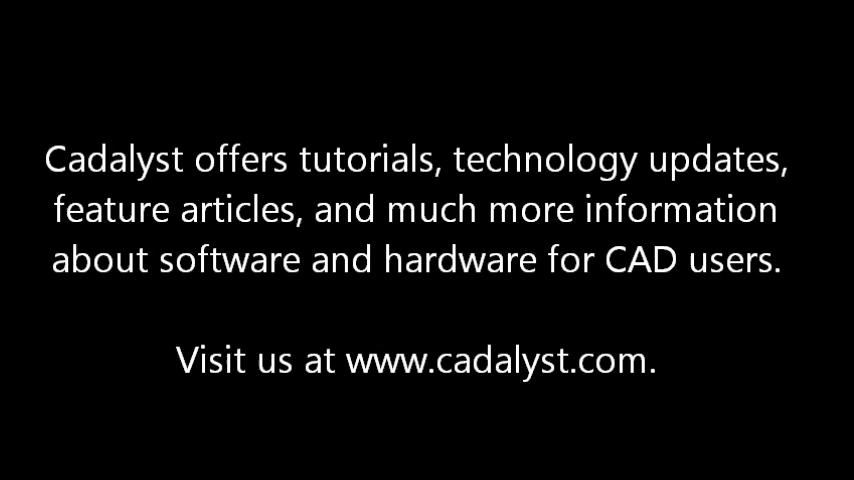 Cadalyst offers tutorials, technology updates,
feature articles, and much more information
about software and hardware for CAD users.
Visit us at www.cadalyst.com.